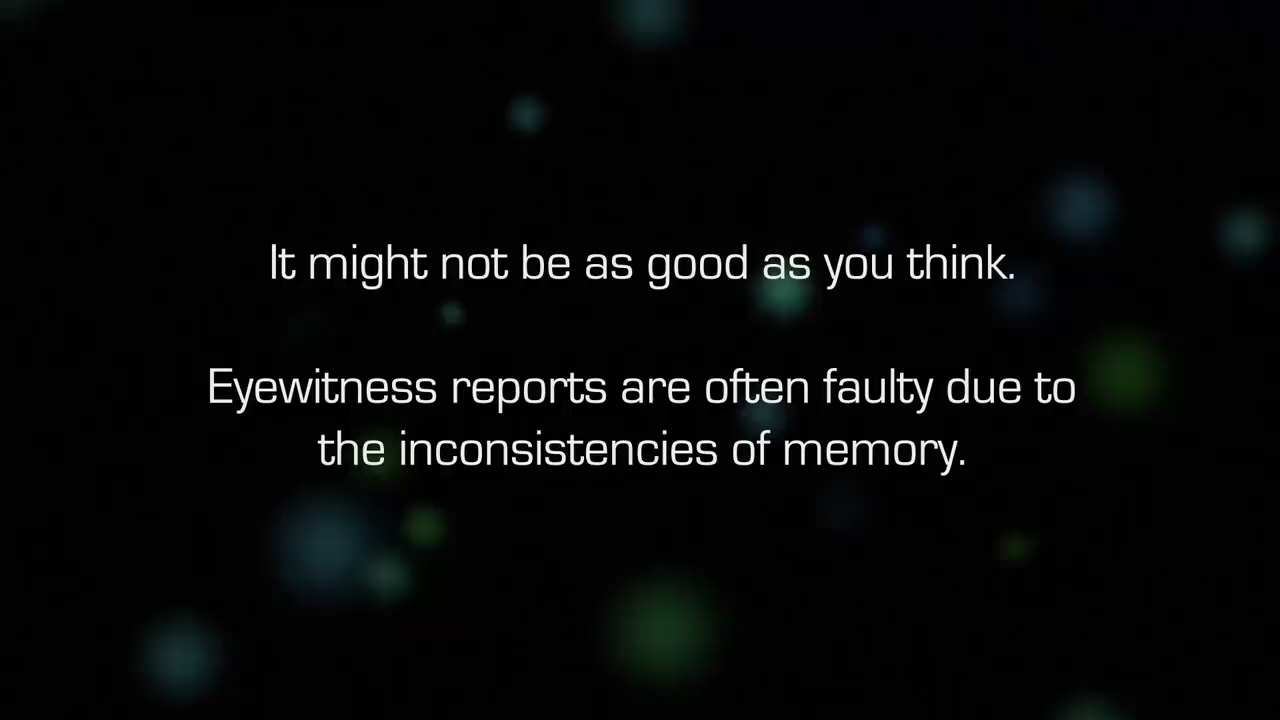 It might not be as good as you think.
Eyewitness reports are often faulty due to
the inconsistencies of memory.